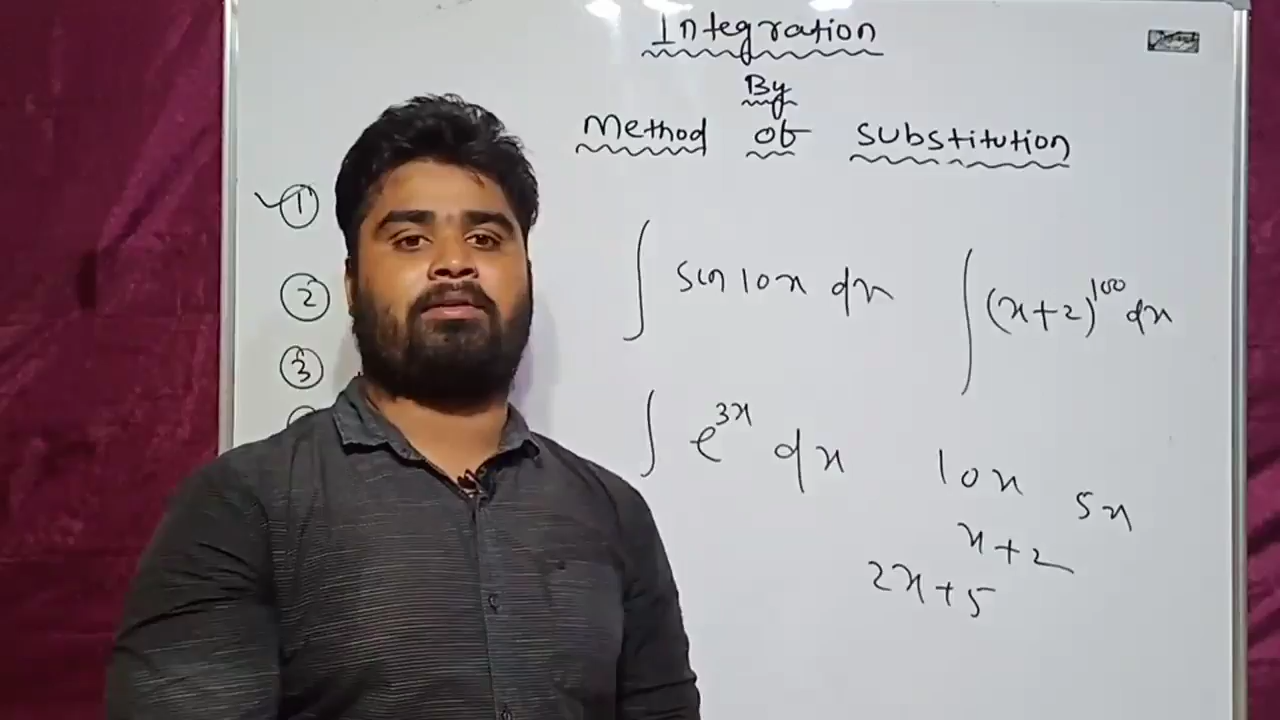 Integration
By
Method of Substitution
①
②
③
∫ sin 10x dx
∫ (x+2)^100 dx
∫ e^3x dx
10x
5x
x+2
2x+5